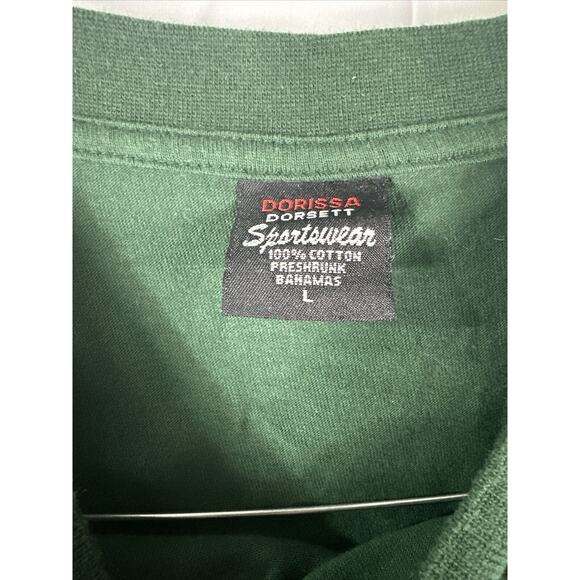 DORISSA
DORSETT
Sportswear
100% COTTON
PRESHRUNK
BAHAMAS
L